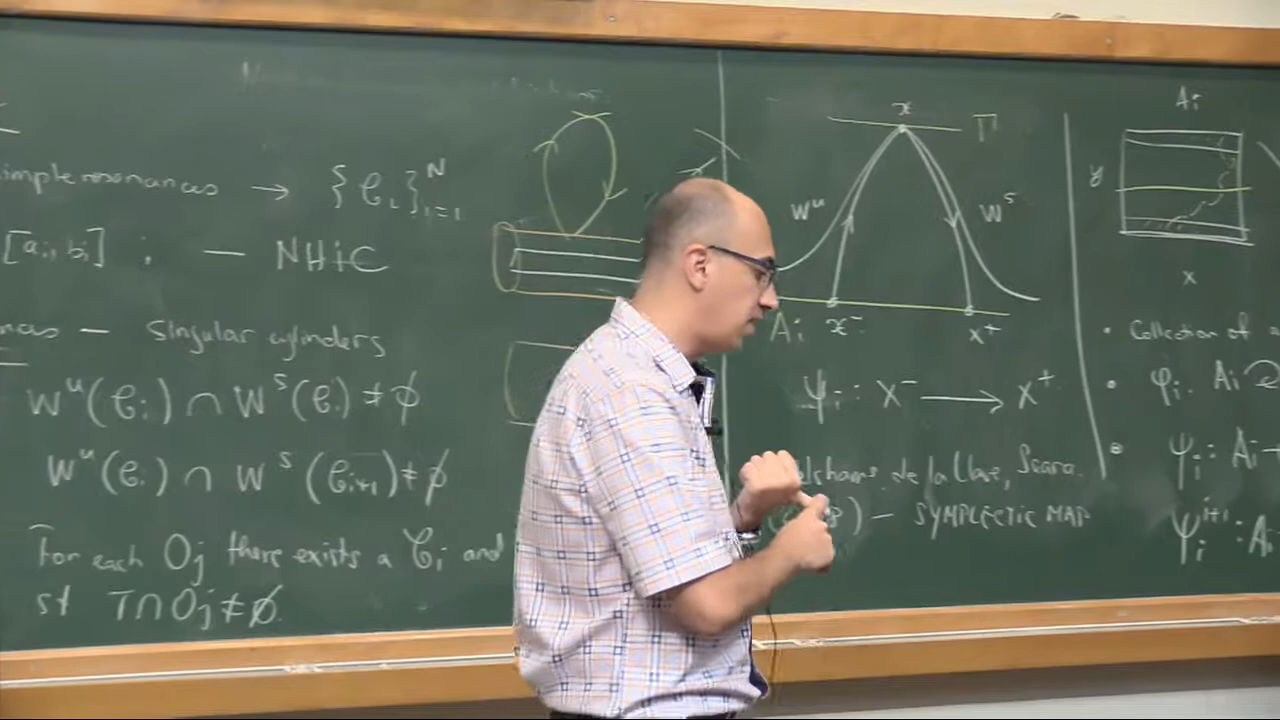 simple resonances → {𝒞ᵢ}ᴺᵢ₌₁
[aᵢ, bᵢ] ; — NHIC
— Singular cylinders
Wᵘ(𝒞ᵢ) ∩ Wˢ(𝒞ᵢ) ≠ ∅
Wᵘ(𝒞ᵢ) ∩ Wˢ(𝒞ᵢ₊₁) ≠ ∅
For each Oⱼ there exists a 𝒞ᵢ and
st T∩Oⱼ≠∅.
x
Γ
Wᵘ
Wˢ
Aᵢ
x⁻
x⁺
ψᵢ: x⁻ → x⁺
de la Llave, Seara.
) — SYMPLECTIC MAP
Aᵢ
y
x
• Collection of
• φᵢ: Aᵢ
• ψᵢ: Aᵢ
ψᵢⁱ⁺¹: A